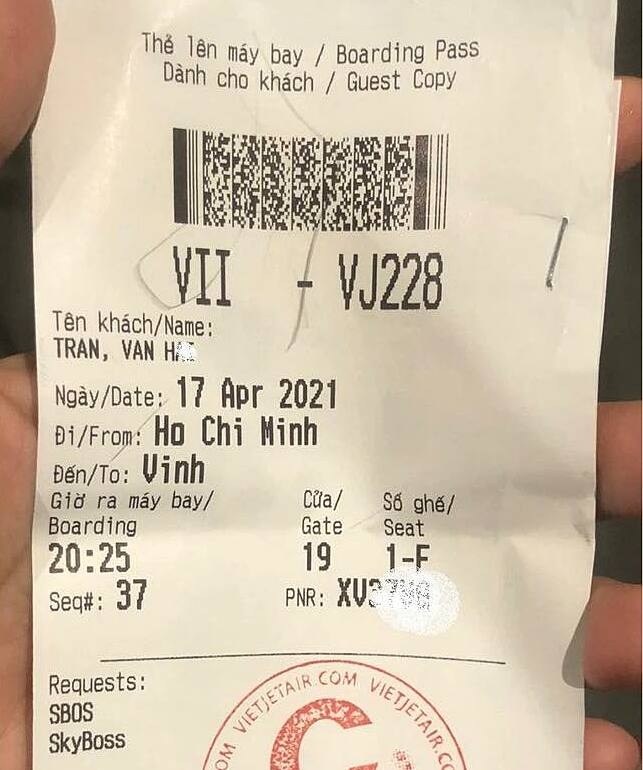 Thẻ lên máy bay / Boarding Pass
Dành cho khách / Guest Copy
VII - VJ228
Tên khách/Name:
TRAN, VAN
Ngày/Date: 17 Apr 2021
Đi/From: Ho Chi Minh
Đến/To: Vinh
Giờ ra máy bay/ Cửa/ Số ghế/
Boarding Gate Seat
20:25 19 1-F
Seq#: 37 PNR:
Requests:
SBOS
SkyBoss
VIETJETAIR.COM VIETJETAIR